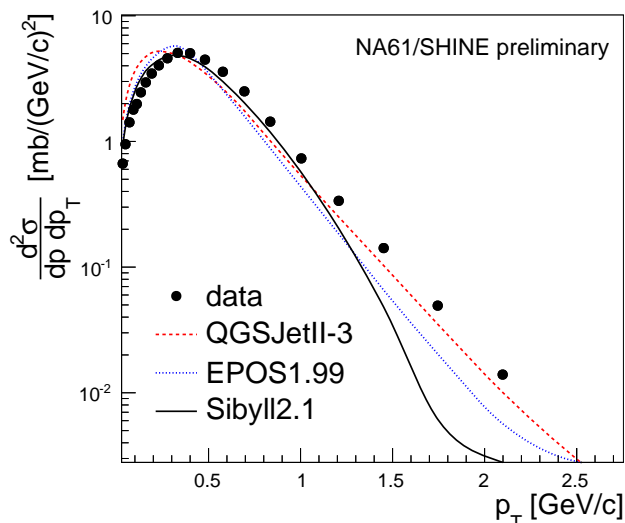 NA61/SHINE preliminary
d²σ
dp dp_T
[mb/(GeV/c)²]
10
1
10⁻¹
10⁻²
data
QGSJetII-3
EPOS1.99
Sibyll2.1
0.5 1 1.5 2 2.5
p_T [GeV/c]